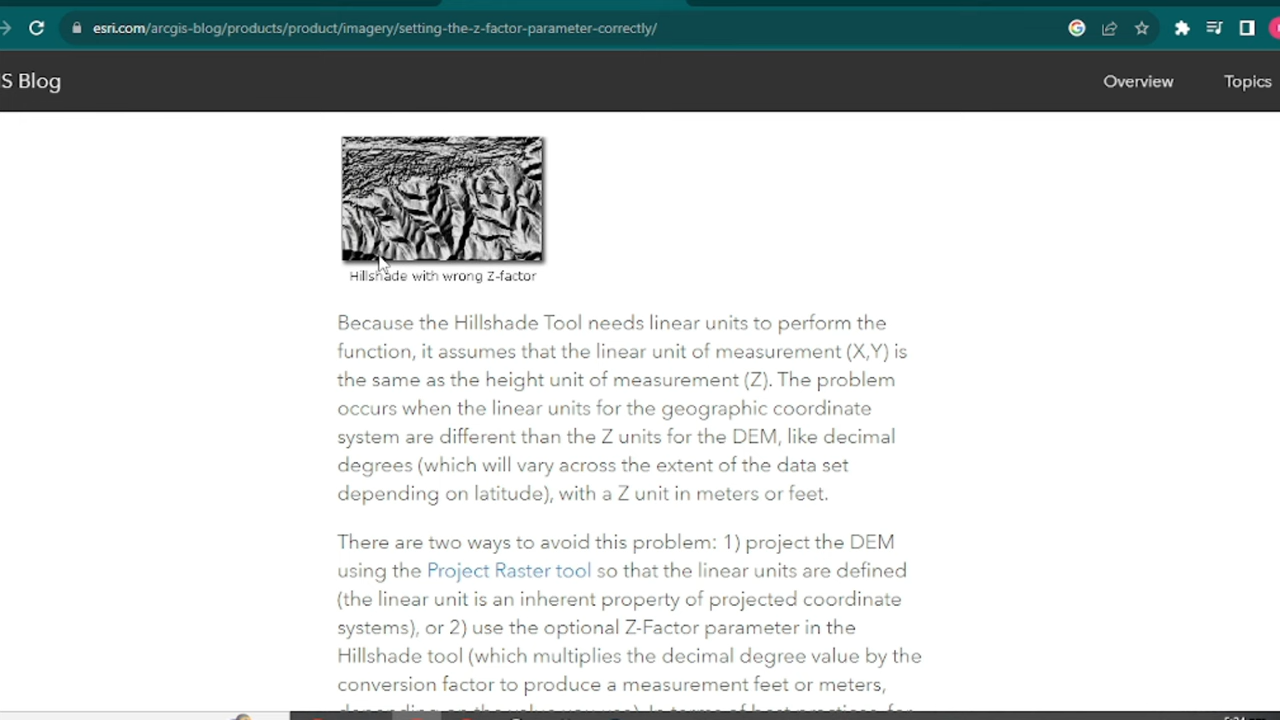 esri.com/arcgis-blog/products/product/imagery/setting-the-z-factor-parameter-correctly/
S Blog
Overview
Topics
Hillshade with wrong Z-factor
Because the Hillshade Tool needs linear units to perform the
function, it assumes that the linear unit of measurement (X,Y) is
the same as the height unit of measurement (Z). The problem
occurs when the linear units for the geographic coordinate
system are different than the Z units for the DEM, like decimal
degrees (which will vary across the extent of the data set
depending on latitude), with a Z unit in meters or feet.
There are two ways to avoid this problem: 1) project the DEM
using the Project Raster tool so that the linear units are defined
(the linear unit is an inherent property of projected coordinate
systems), or 2) use the optional Z-Factor parameter in the
Hillshade tool (which multiplies the decimal degree value by the
conversion factor to produce a measurement feet or meters,